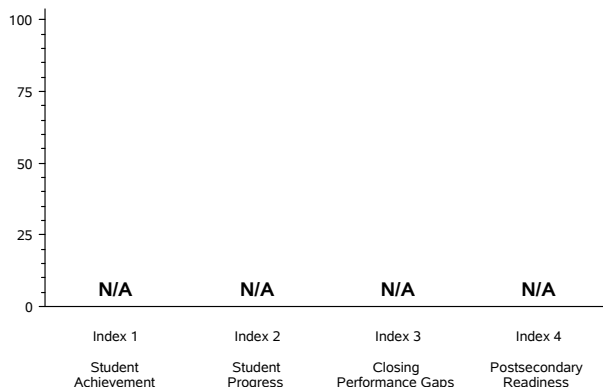 100
75
50
25
0
N/A N/A N/A N/A
Index 1 Index 2 Index 3 Index 4
Student Student Closing Postsecondary
Achievement Progress Performance Gaps Readiness